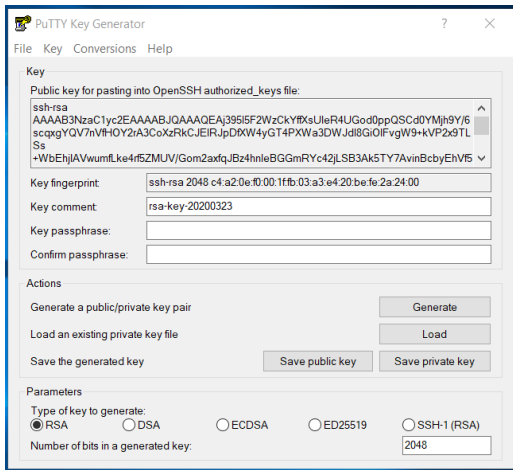 PuTTY Key Generator
File Key Conversions Help
Key
Public key for pasting into OpenSSH authorized_keys file:
ssh-rsa
AAAAB3NzaC1yc2EAAAABJQAAAQEAj395I5F2WzCkYffXsUleR4UGod0ppQSCd0YMjh9Y/6
scqxgYQV7nVfHOY2rA3CoXzRkCJElRJpDfXW4yGT4PXWa3DWJdI8GiOlFvgW9+kVP2x9TL
Ss
+WbEhjlAVwumfLke4rf5ZMUV/Gom2axfqJBz4hnleBGGmRYc42jLSB3Ak5TY7AvinBcbyEhVf5
Key fingerprint: ssh-rsa 2048 c4:a2:0e:f0:00:1f:fb:03:a3:e4:20:be:fe:2a:24:00
Key comment: rsa-key-20200323
Key passphrase:
Confirm passphrase:
Actions
Generate a public/private key pair Generate
Load an existing private key file Load
Save the generated key Save public key Save private key
Parameters
Type of key to generate:
RSA DSA ECDSA ED25519 SSH-1 (RSA)
Number of bits in a generated key: 2048